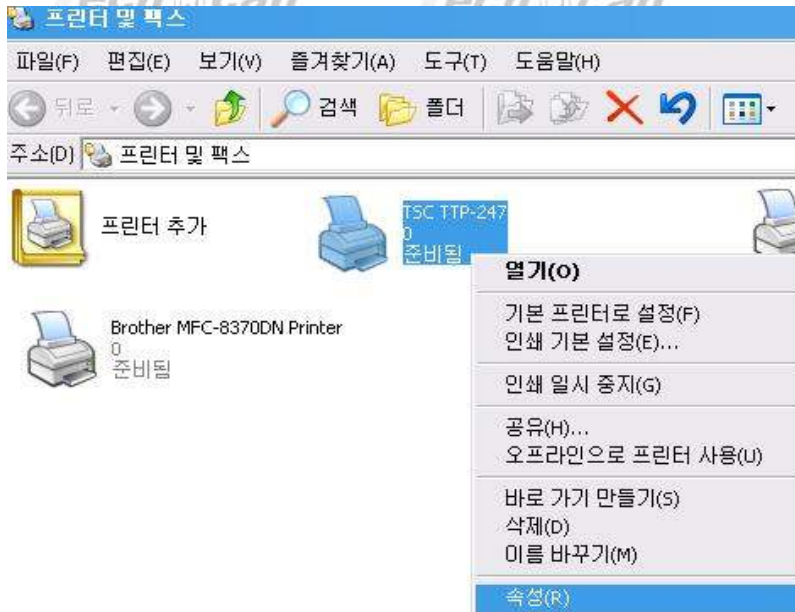 프린터 및 팩스
파일(F) 편집(E) 보기(V) 즐겨찾기(A) 도구(T) 도움말(H)
뒤로 검색 폴더
주소(D) 프린터 및 팩스
프린터 추가
TSC TTP-247
0
준비됨
Brother MFC-8370DN Printer
0
준비됨
열기(O)
기본 프린터로 설정(F)
인쇄 기본 설정(E)...
인쇄 일시 중지(G)
공유(H)...
오프라인으로 프린터 사용(U)
바로 가기 만들기(S)
삭제(D)
이름 바꾸기(M)
속성(R)